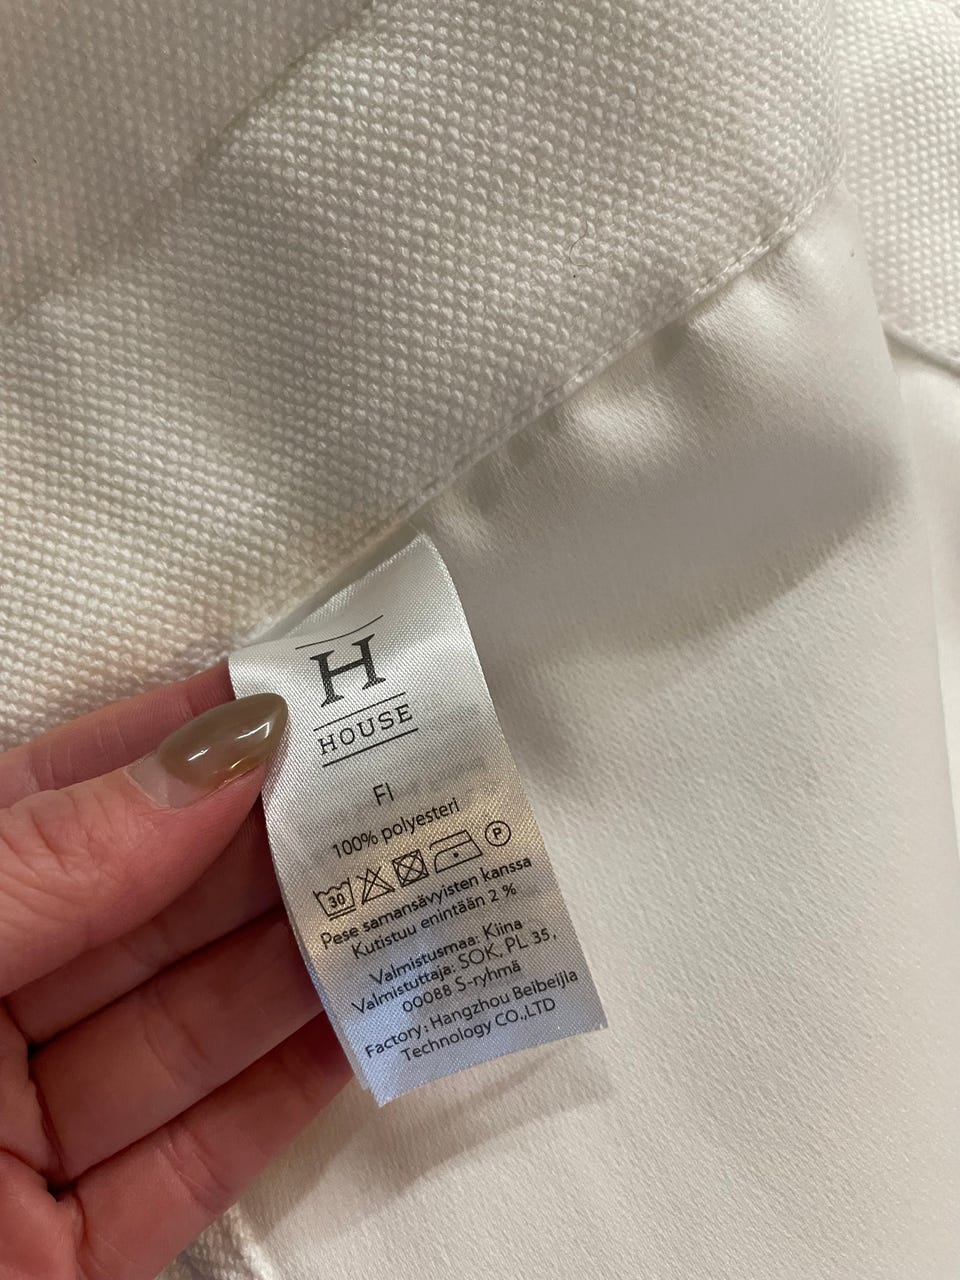 H
HOUSE
FI
100% polyesteri
30 P
Pese samansävyisten kanssa
Kutistuu enintään 2 %
Valmistusmaa: Kiina
Valmistuttaja: SOK, PL 35,
00088 S-ryhmä
Factory: Hangzhou Beibeijia
Technology CO.,LTD